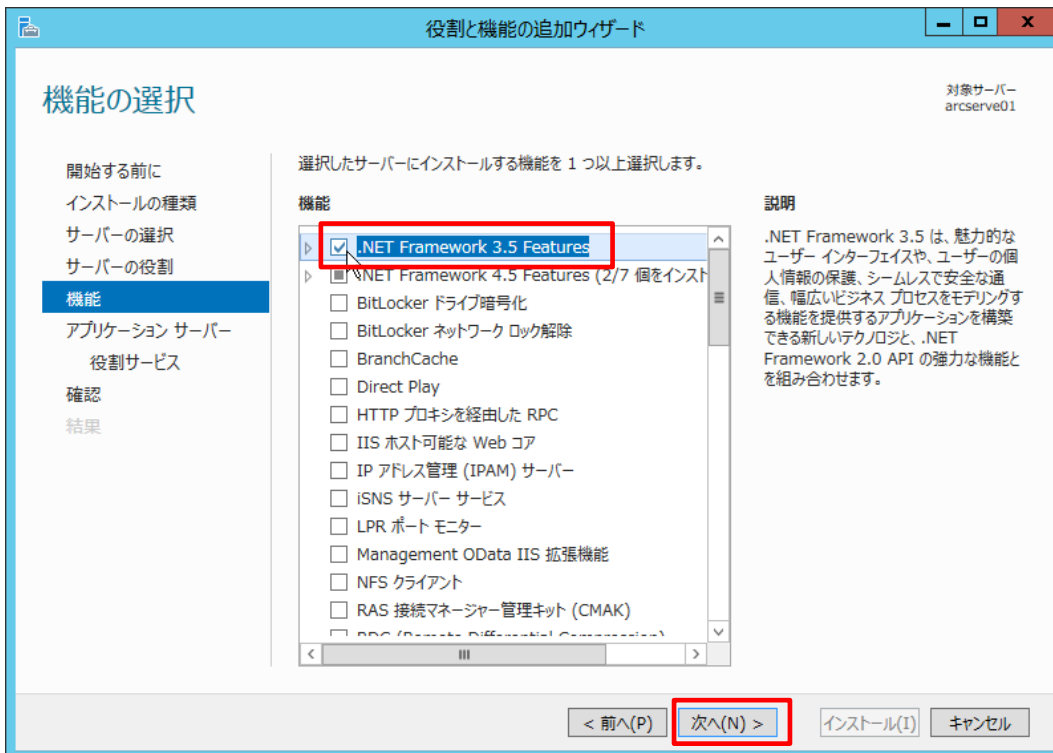 役割と機能の追加ウィザード
機能の選択
対象サーバー
arcserve01
開始する前に
インストールの種類
サーバーの選択
サーバーの役割
機能
アプリケーション サーバー
役割サービス
確認
結果
選択したサーバーにインストールする機能を 1 つ以上選択します。
機能
.NET Framework 3.5 Features
.NET Framework 4.5 Features (2/7 個をインスト
BitLocker ドライブ暗号化
BitLocker ネットワーク ロック解除
BranchCache
Direct Play
HTTP プロキシを経由した RPC
IIS ホスト可能な Web コア
IP アドレス管理 (IPAM) サーバー
iSNS サーバー サービス
LPR ポート モニター
Management OData IIS 拡張機能
NFS クライアント
RAS 接続マネージャー管理キット (CMAK)
RDC (Remote Differential Compression)
説明
.NET Framework 3.5 は、魅力的な
ユーザー インターフェイスや、ユーザーの個
人情報の保護、シームレスで安全な通
信、幅広いビジネス プロセスをモデリングす
る機能を提供するアプリケーションを構築
できる新しいテクノロジと、.NET
Framework 2.0 API の強力な機能と
を組み合わせます。
< 前へ(P)
次へ(N) >
インストール(I)
キャンセル